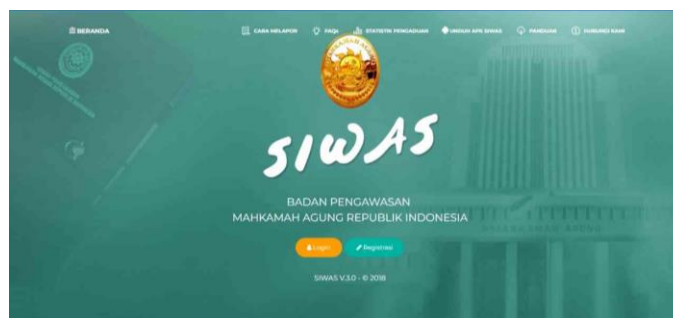 BERANDA
CARA MELAPOR
FAQs
STATISTIK PENGADUAN
UNDUH APK SIWAS
PANDUAN
HUBUNGI KAMI
SIWAS
BADAN PENGAWASAN
MAHKAMAH AGUNG REPUBLIK INDONESIA
Login
Registrasi
SIWAS V.3.0 - © 2018